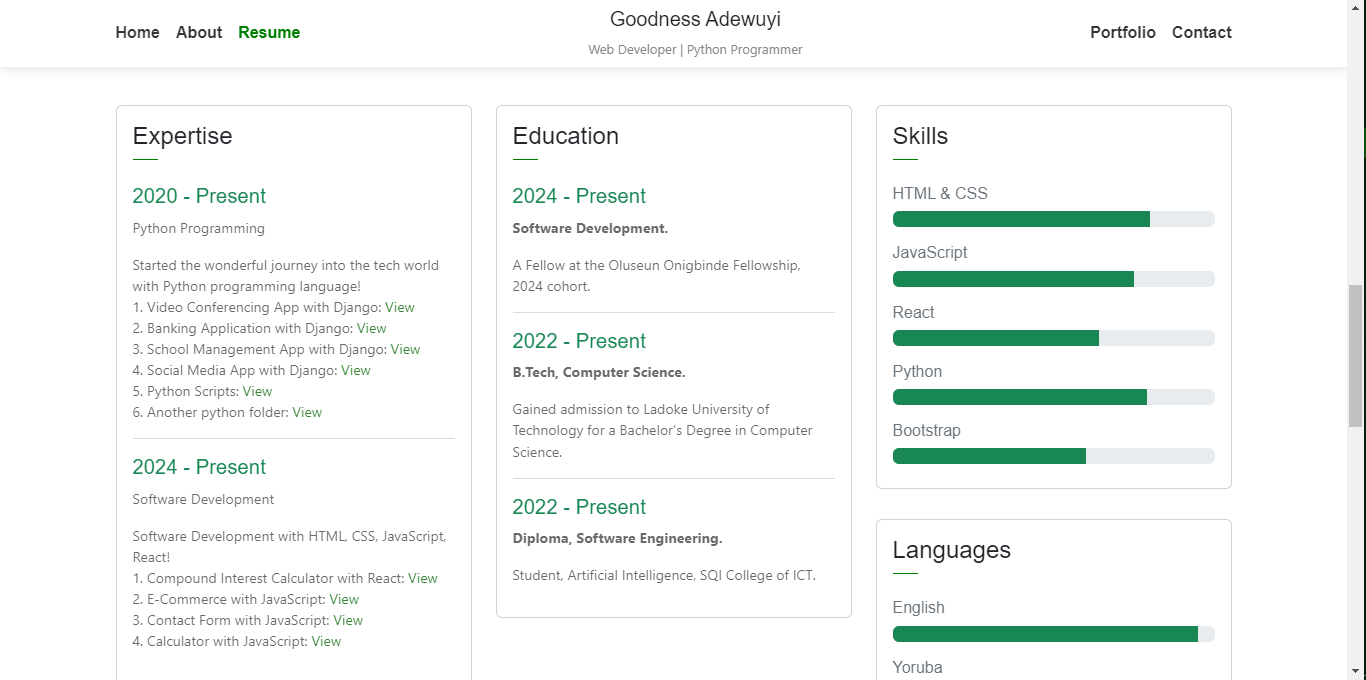 Home About Resume
Goodness Adewuyi
Web Developer | Python Programmer
Portfolio Contact
Expertise
2020 - Present
Python Programming
Started the wonderful journey into the tech world
with Python programming language!
1. Video Conferencing App with Django: View
2. Banking Application with Django: View
3. School Management App with Django: View
4. Social Media App with Django: View
5. Python Scripts: View
6. Another python folder: View
2024 - Present
Software Development
Software Development with HTML, CSS, JavaScript,
React!
1. Compound Interest Calculator with React: View
2. E-Commerce with JavaScript: View
3. Contact Form with JavaScript: View
4. Calculator with JavaScript: View
Education
2024 - Present
Software Development.
A Fellow at the Oluseun Onigbinde Fellowship,
2024 cohort.
2022 - Present
B.Tech, Computer Science.
Gained admission to Ladoke University of
Technology for a Bachelor's Degree in Computer
Science.
2022 - Present
Diploma, Software Engineering.
Student, Artificial Intelligence, SQI College of ICT.
Skills
HTML & CSS
JavaScript
React
Python
Bootstrap
Languages
English
Yoruba